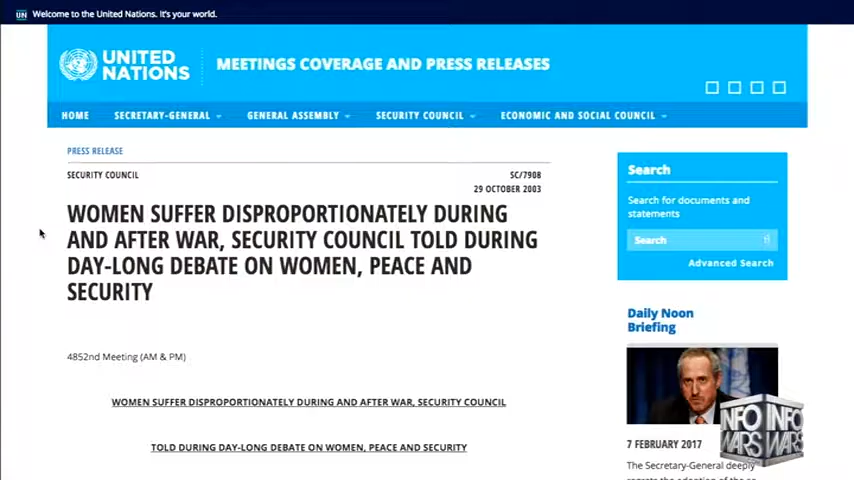 UN Welcome to the United Nations. It's your world.
UNITED NATIONS
MEETINGS COVERAGE AND PRESS RELEASES
HOME SECRETARY-GENERAL GENERAL ASSEMBLY SECURITY COUNCIL ECONOMIC AND SOCIAL COUNCIL
PRESS RELEASE
SECURITY COUNCIL SC/7908
29 OCTOBER 2003
WOMEN SUFFER DISPROPORTIONATELY DURING
AND AFTER WAR, SECURITY COUNCIL TOLD DURING
DAY-LONG DEBATE ON WOMEN, PEACE AND
SECURITY
4852nd Meeting (AM & PM)
WOMEN SUFFER DISPROPORTIONATELY DURING AND AFTER WAR, SECURITY COUNCIL
TOLD DURING DAY-LONG DEBATE ON WOMEN, PEACE AND SECURITY
Search
Search for documents and
statements
Search
Advanced Search
Daily Noon
Briefing
7 FEBRUARY 2017
The Secretary-General deeply
INFO WARS INFO WARS